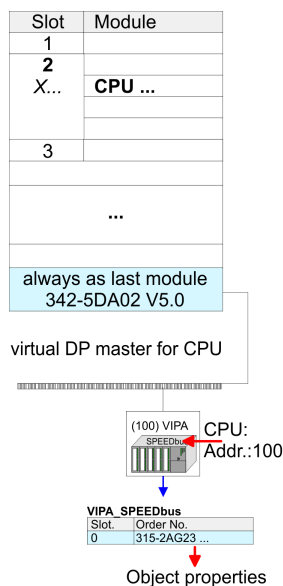 Slot Module
1
2
X... CPU ...
3
...
always as last module
342-5DA02 V5.0
virtual DP master for CPU
(100) VIPA
SPEEDbus
CPU:
Addr.:100
VIPA_SPEEDbus
Slot. Order No.
0 315-2AG23 ...
Object properties